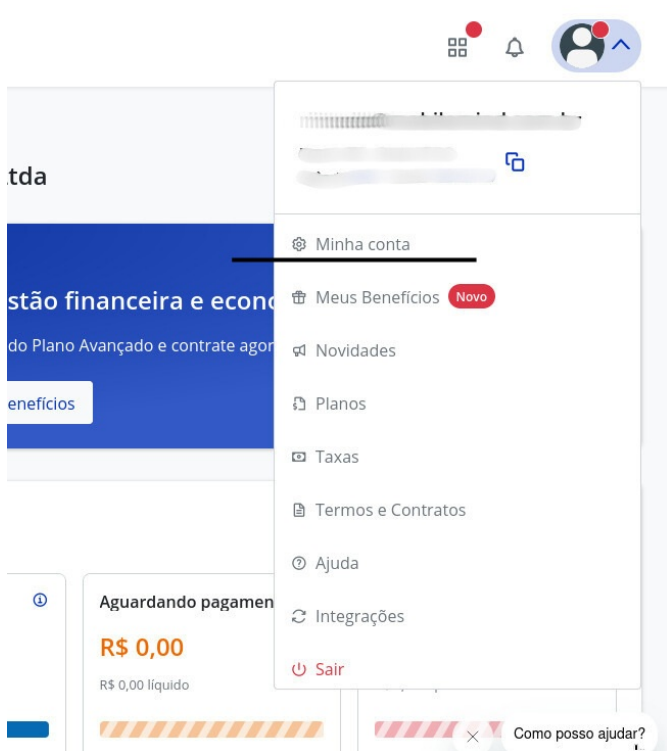 tda
Minha conta
Meus Benefícios Novo
Novidades
Planos
Taxas
Termos e Contratos
Ajuda
Integrações
Sair
stão financeira e econo
do Plano Avançado e contrate agor
enefícios
Aguardando pagamen
R$ 0,00
R$ 0,00 líquido
Como posso ajudar?